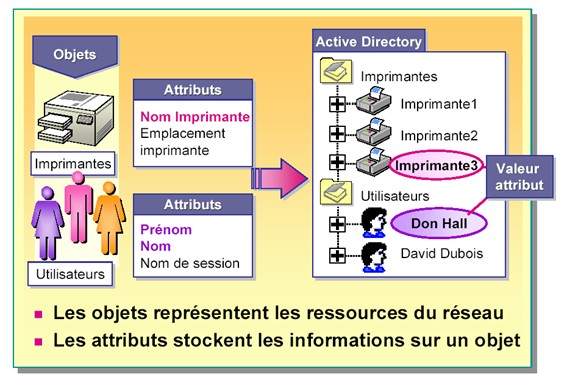 Objets
Imprimantes
Utilisateurs
Attributs
Nom Imprimante
Emplacement
imprimante
Attributs
Prénom
Nom
Nom de session
Active Directory
Imprimantes
Imprimante1
Imprimante2
Imprimante3
Utilisateurs
Don Hall
David Dubois
Valeur
attribut
Les objets représentent les ressources du réseau
Les attributs stockent les informations sur un objet